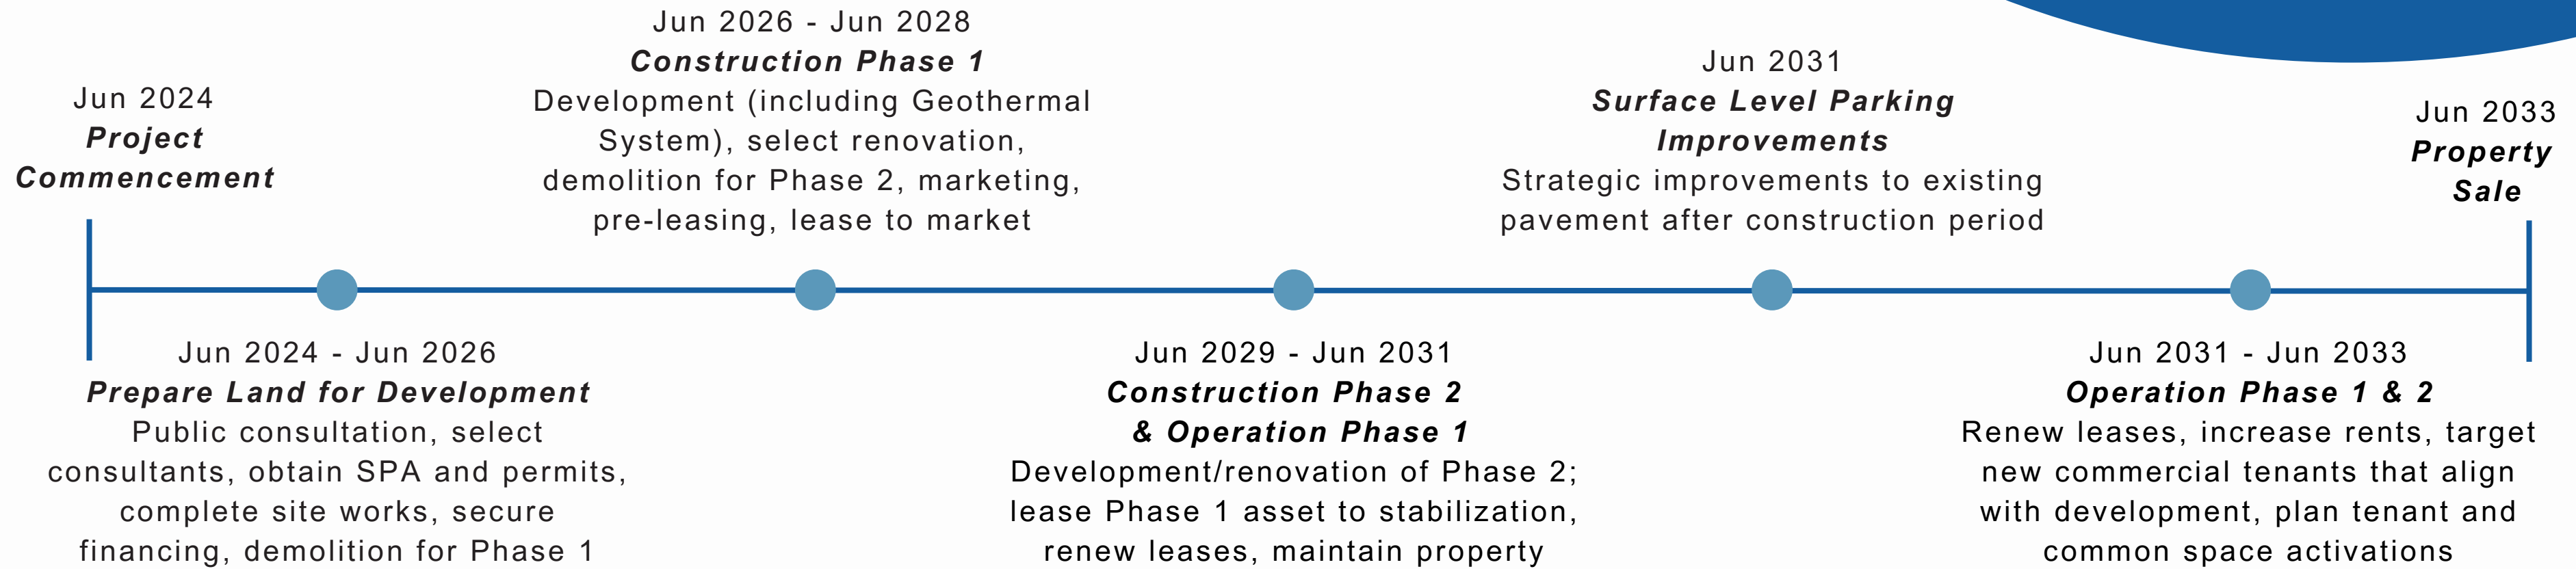 Jun 2024
Project
Commencement
Jun 2024 - Jun 2026
Prepare Land for Development
Public consultation, select
consultants, obtain SPA and permits,
complete site works, secure
financing, demolition for Phase 1
Jun 2026 - Jun 2028
Construction Phase 1
Development (including Geothermal
System), select renovation,
demolition for Phase 2, marketing,
pre-leasing, lease to market
Jun 2029 - Jun 2031
Construction Phase 2
& Operation Phase 1
Development/renovation of Phase 2;
lease Phase 1 asset to stabilization,
renew leases, maintain property
Jun 2031
Surface Level Parking
Improvements
Strategic improvements to existing
pavement after construction period
Jun 2031 - Jun 2033
Operation Phase 1 & 2
Renew leases, increase rents, target
new commercial tenants that align
with development, plan tenant and
common space activations
Jun 2033
Property
Sale